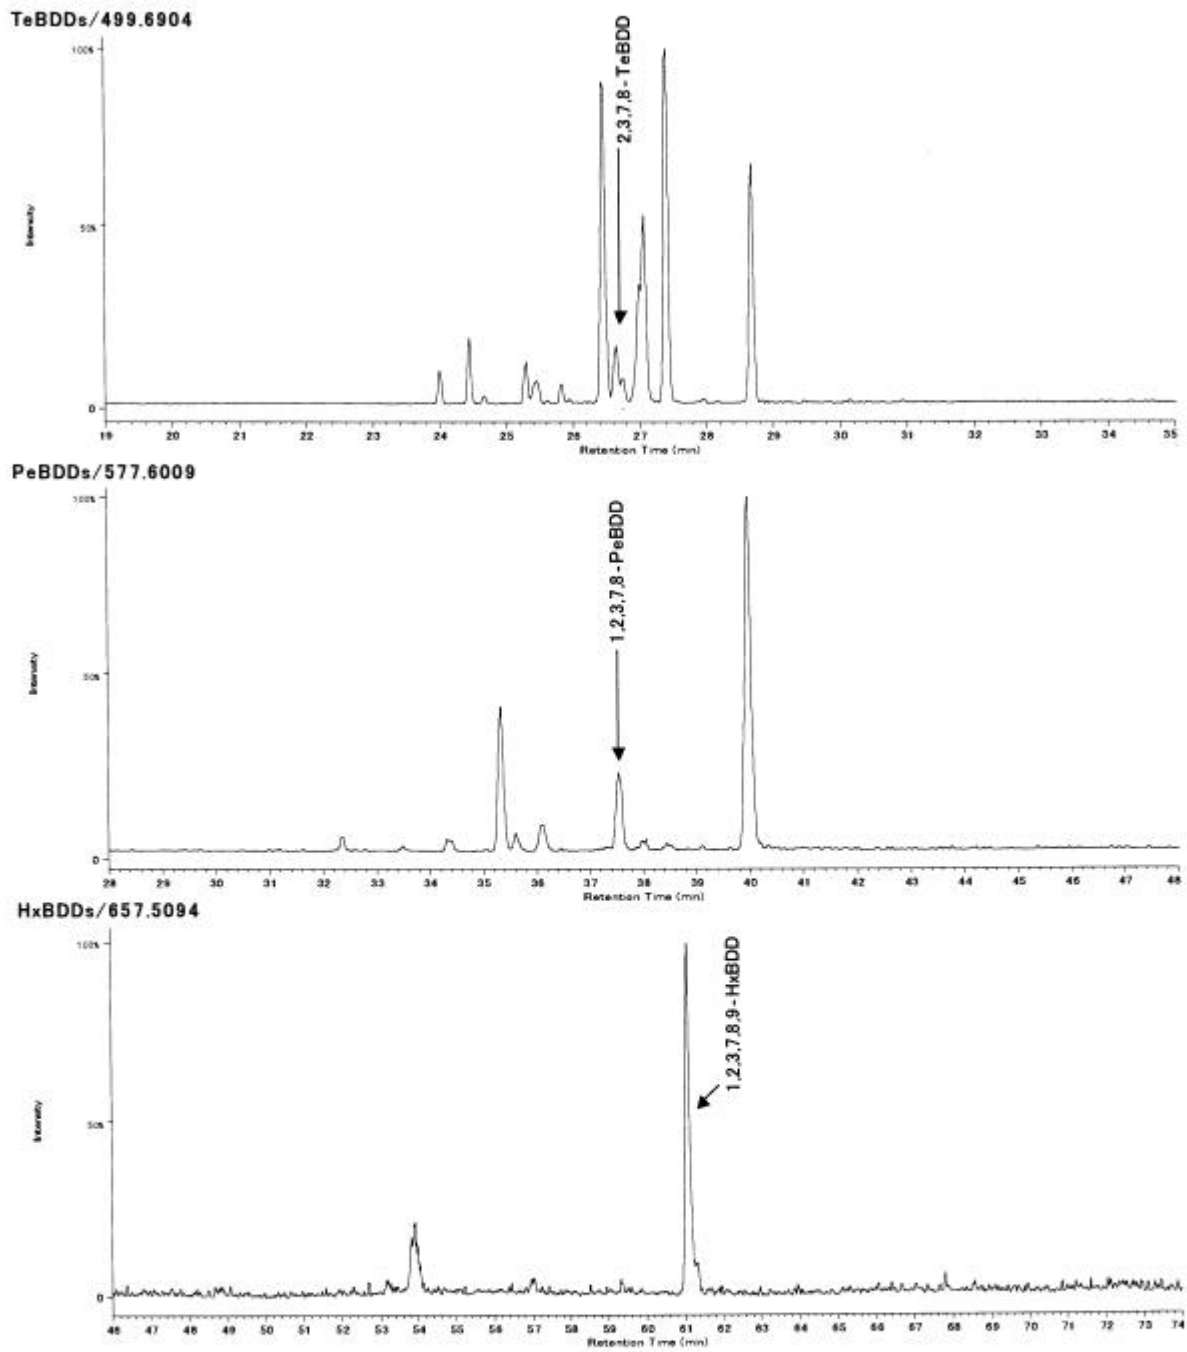 TeBDDs/499.6904
100%
2,3,7,8-TeBDD
Intensity
50%
0
19 20 21 22 23 24 25 26 27 28 29 30 31 32 33 34 35
Retention Time (min)
PeBDDs/577.6009
100%
1,2,3,7,8-PeBDD
Intensity
50%
0
28 29 30 31 32 33 34 35 36 37 38 39 40 41 42 43 44 45 46 47 48
Retention Time (min)
HxBDDs/657.5094
100%
1,2,3,7,8,9-HxBDD
Intensity
50%
0
46 47 48 49 50 51 52 53 54 55 56 57 58 59 60 61 62 63 64 65 66 67 68 69 70 71 72 73 74
Retention Time (min)